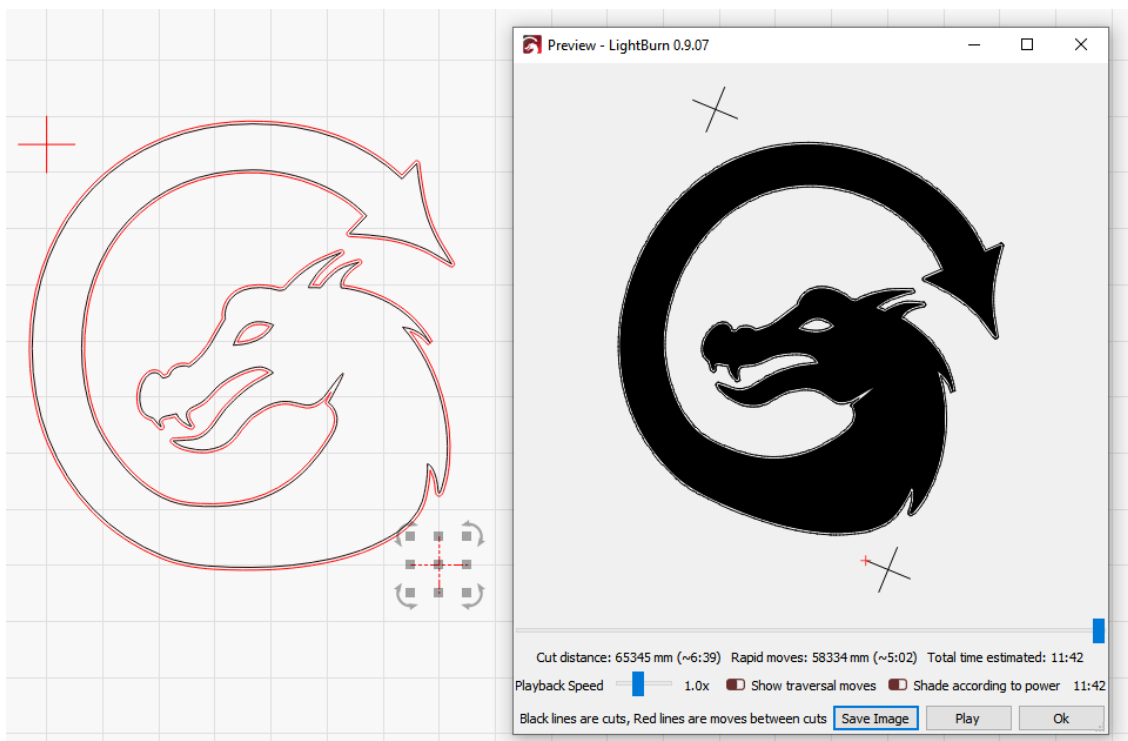 Preview - LightBurn 0.9.07
Cut distance: 65345 mm (~6:39) Rapid moves: 58334 mm (~5:02) Total time estimated: 11:42
Playback Speed 1.0x Show traversal moves Shade according to power 11:42
Black lines are cuts, Red lines are moves between cuts Save Image Play Ok